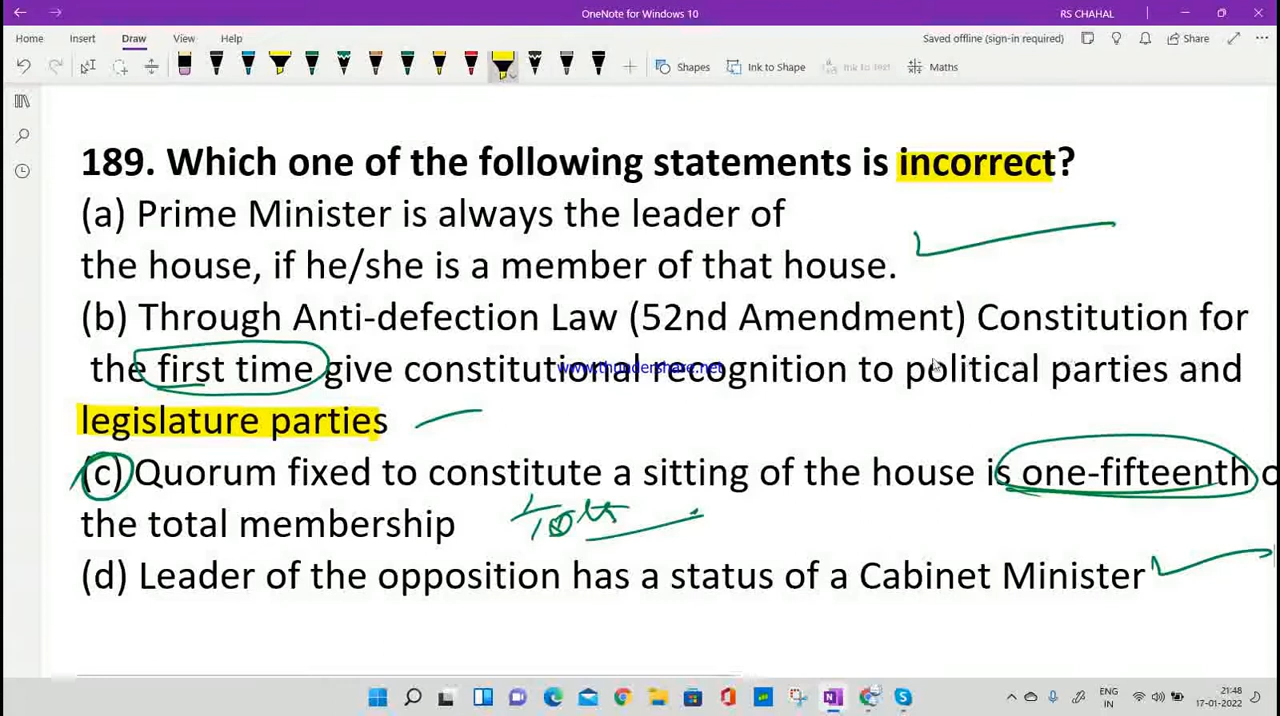 OneNote for Windows 10
RS CHAHAL
Home Insert Draw View Help
Saved offline (sign-in required)
Share
Shapes
Ink to Shape
Ink to Text
Maths
189. Which one of the following statements is incorrect?
(a) Prime Minister is always the leader of
the house, if he/she is a member of that house.
(b) Through Anti-defection Law (52nd Amendment) Constitution for
the first time give constitutional recognition to political parties and
www.thundershare.net
legislature parties
(c) Quorum fixed to constitute a sitting of the house is one-fifteenth o
the total membership
1/10th
(d) Leader of the opposition has a status of a Cabinet Minister
ENG
IN
21:48
17-01-2022